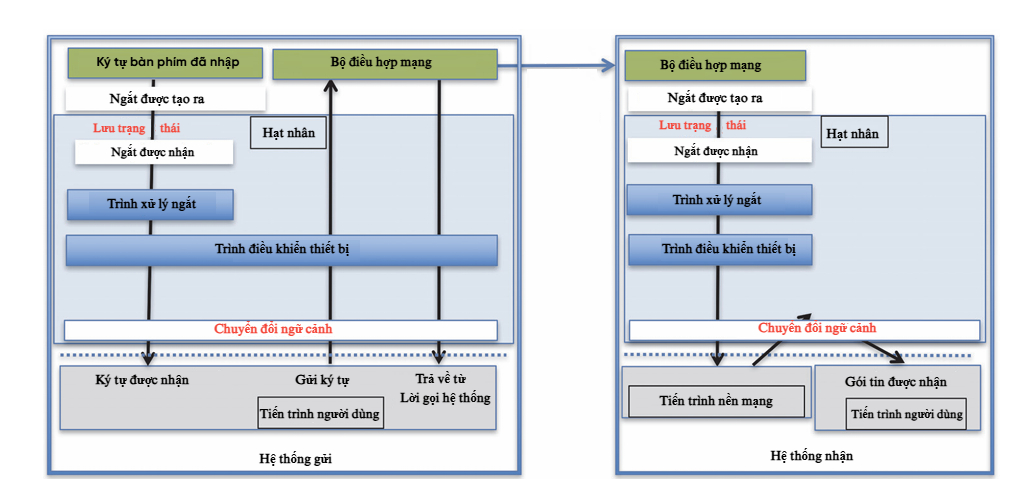 Ký tự bàn phím đã nhập
Bộ điều hợp mạng
Ngắt được tạo ra
Lưu trạng thái
Hạt nhân
Ngắt được nhận
Trình xử lý ngắt
Trình điều khiển thiết bị
Chuyển đổi ngữ cảnh
Ký tự được nhận
Gửi ký tự
Trả về từ
Lời gọi hệ thống
Tiến trình người dùng
Hệ thống gửi
Bộ điều hợp mạng
Ngắt được tạo ra
Lưu trạng thái
Hạt nhân
Ngắt được nhận
Trình xử lý ngắt
Trình điều khiển thiết bị
Chuyển đổi ngữ cảnh
Tiến trình nền mạng
Gói tin được nhận
Tiến trình người dùng
Hệ thống nhận